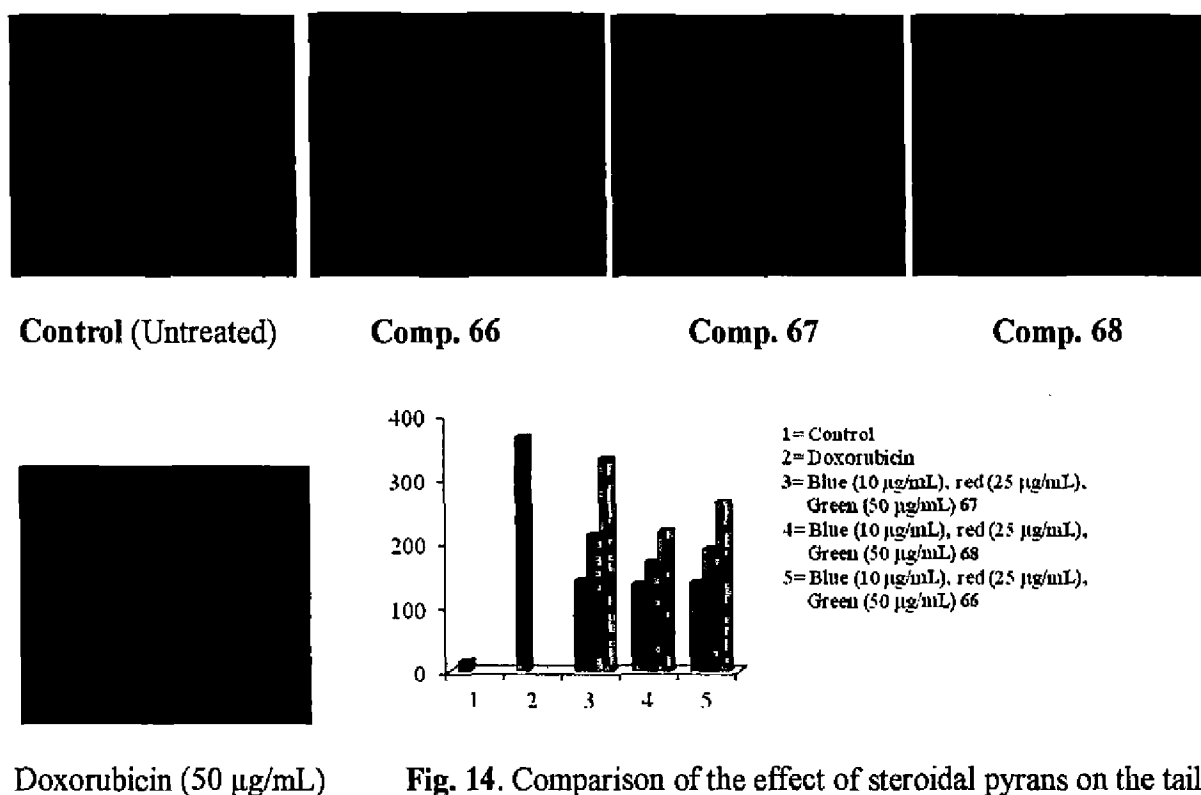 Control (Untreated) Comp. 66 Comp. 67 Comp. 68
400
300
200
100
0
1 2 3 4 5
1= Control
2= Doxorubicin
3= Blue (10 µg/mL), red (25 µg/mL),
Green (50 µg/mL) 67
4= Blue (10 µg/mL), red (25 µg/mL),
Green (50 µg/mL) 68
5= Blue (10 µg/mL), red (25 µg/mL),
Green (50 µg/mL) 66
Doxorubicin (50 µg/mL)
Fig. 14. Comparison of the effect of steroidal pyrans on the tail